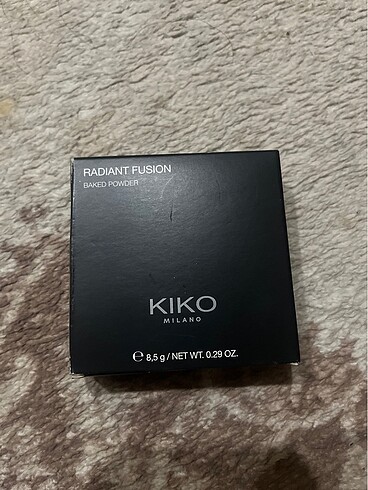 RADIANT FUSION
BAKED POWDER
KIKO
MILANO
℮ 8,5 g / NET WT. 0.29 OZ.